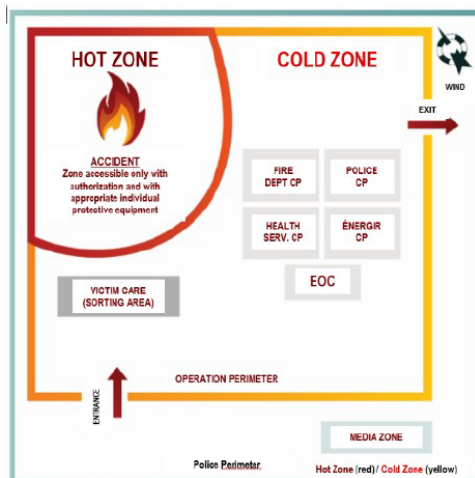 HOT ZONE
COLD ZONE
WIND
EXIT
ACCIDENT
Zone accessible only with
authorization and with
appropriate individual
protective equipment
FIRE
DEPT CP
POLICE
CP
HEALTH
SERV. CP
ÉNERGIR
CP
EOC
VICTIM CARE
(SORTING AREA)
OPERATION PERIMETER
ENTRANCE
MEDIA ZONE
Police Perimeter
Hot Zone (red) / Cold Zone (yellow)